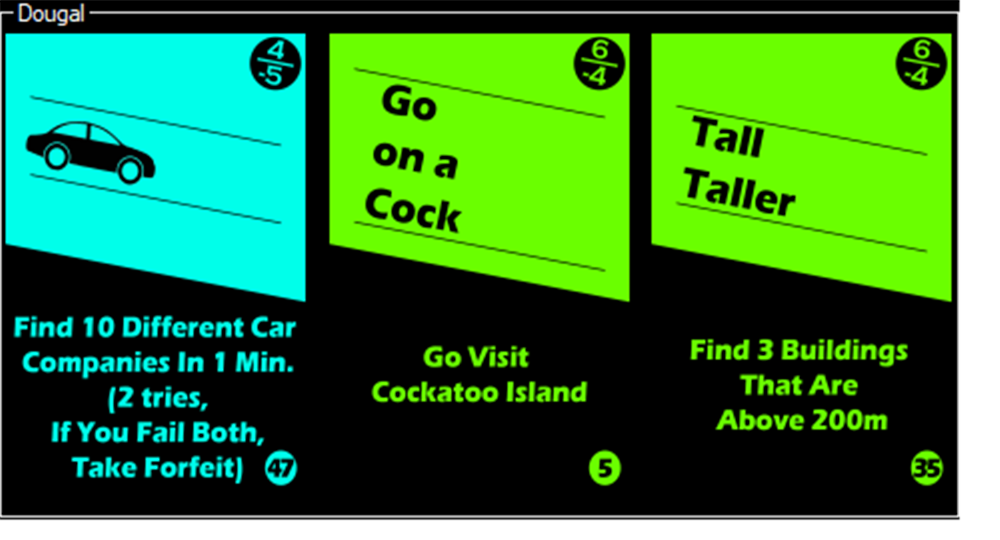 Dougal
4
-5
Find 10 Different Car
Companies In 1 Min.
(2 tries,
If You Fail Both,
Take Forfeit)
47
6
-4
Go
on a
Cock
Go Visit
Cockatoo Island
5
6
-4
Tall
Taller
Find 3 Buildings
That Are
Above 200m
35